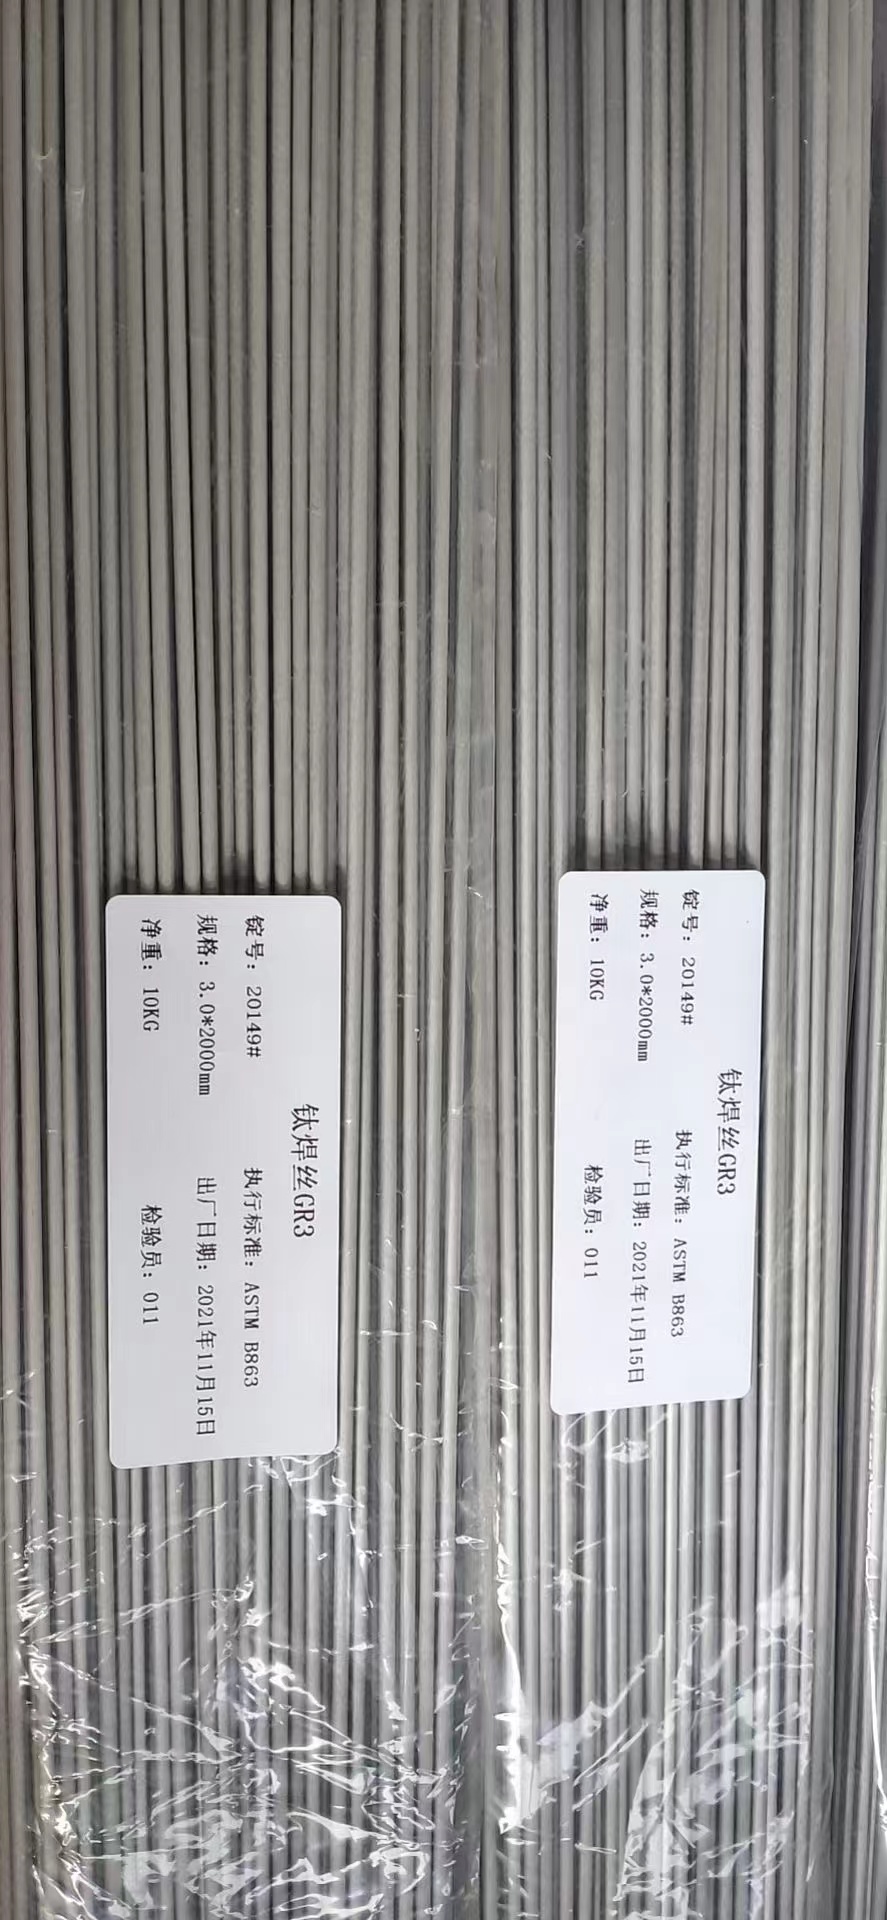 钛焊丝GR3
锭号: 20149# 执行标准: ASTM B863
规格: 3.0*2000mm 出厂日期: 2021年11月15日
净重: 10KG 检验员: 011
钛焊丝GR3
锭号: 20149# 执行标准: ASTM B863
规格: 3.0*2000mm 出厂日期: 2021年11月15日
净重: 10KG 检验员: 011